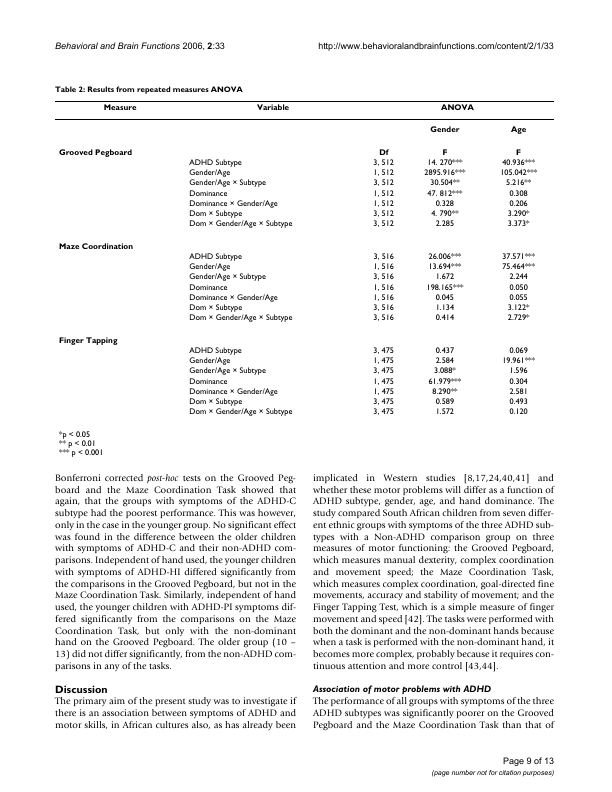 Behavioral and Brain Functions 2006, 2:33 http://www.behavioralandbrainfunctions.com/content/2/1/33
Table 2: Results from repeated measures ANOVA
Measure Variable ANOVA
Gender Age
Grooved Pegboard Df F F
ADHD Subtype 3, 512 14. 270*** 40.936***
Gender/Age 1, 512 2895.916*** 105.042***
Gender/Age × Subtype 3, 512 30.504** 5.216**
Dominance 1, 512 47. 812*** 0.308
Dominance × Gender/Age 1, 512 0.328 0.206
Dom × Subtype 3, 512 4. 790** 3.290*
Dom × Gender/Age × Subtype 3, 512 2.285 3.373*
Maze Coordination
ADHD Subtype 3, 516 26.006*** 37.571***
Gender/Age 1, 516 13.694*** 75.464***
Gender/Age × Subtype 3, 516 1.672 2.244
Dominance 1, 516 198.165*** 0.050
Dominance × Gender/Age 1, 516 0.045 0.055
Dom × Subtype 3, 516 1.134 3.122*
Dom × Gender/Age × Subtype 3, 516 0.414 2.729*
Finger Tapping
ADHD Subtype 3, 475 0.437 0.069
Gender/Age 1, 475 2.584 19.961***
Gender/Age × Subtype 3, 475 3.088* 1.596
Dominance 1, 475 61.979*** 0.304
Dominance × Gender/Age 1, 475 8.290** 2.581
Dom × Subtype 3, 475 0.589 0.493
Dom × Gender/Age × Subtype 3, 475 1.572 0.120
*p < 0.05
** p < 0.01
*** p < 0.001
Bonferroni corrected post-hoc tests on the Grooved Peg-
board and the Maze Coordination Task showed that
again, that the groups with symptoms of the ADHD-C
subtype had the poorest performance. This was however,
only in the case in the younger group. No significant effect
was found in the difference between the older children
with symptoms of ADHD-C and their non-ADHD com-
parisons. Independent of hand used, the younger children
with symptoms of ADHD-HI differed significantly from
the comparisons in the Grooved Pegboard, but not in the
Maze Coordination Task. Similarly, independent of hand
used, the younger children with ADHD-PI symptoms dif-
fered significantly from the comparisons on the Maze
Coordination Task, but only with the non-dominant
hand on the Grooved Pegboard. The older group (10 –
13) did not differ significantly, from the non-ADHD com-
parisons in any of the tasks.
Discussion
The primary aim of the present study was to investigate if
there is an association between symptoms of ADHD and
motor skills, in African cultures also, as has already been
implicated in Western studies [8,17,24,40,41] and
whether these motor problems will differ as a function of
ADHD subtype, gender, age, and hand dominance. The
study compared South African children from seven differ-
ent ethnic groups with symptoms of the three ADHD sub-
types with a Non-ADHD comparison group on three
measures of motor functioning: the Grooved Pegboard,
which measures manual dexterity, complex coordination
and movement speed; the Maze Coordination Task,
which measures complex coordination, goal-directed fine
movements, accuracy and stability of movement; and the
Finger Tapping Test, which is a simple measure of finger
movement and speed [42]. The tasks were performed with
both the dominant and the non-dominant hands because
when a task is performed with the non-dominant hand, it
becomes more complex, probably because it requires con-
tinuous attention and more control [43,44].
Association of motor problems with ADHD
The performance of all groups with symptoms of the three
ADHD subtypes was significantly poorer on the Grooved
Pegboard and the Maze Coordination Task than that of
Page 9 of 13
(page number not for citation purposes)